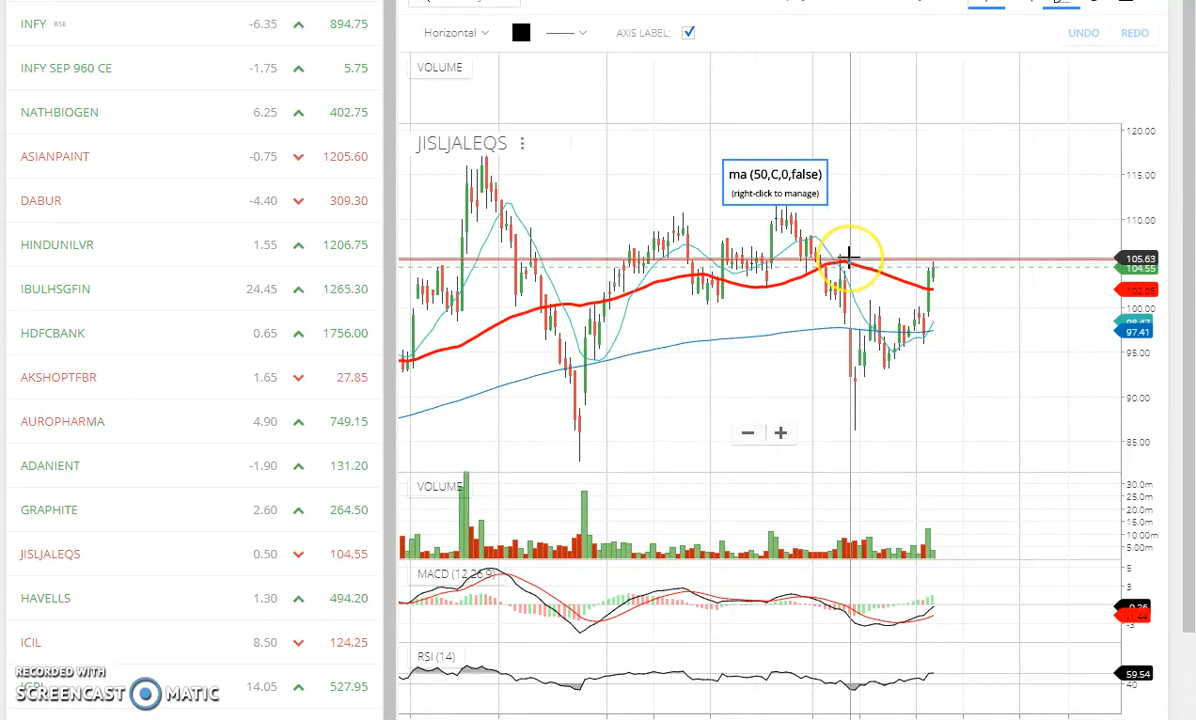 INFY BSE -6.35 894.75
INFY SEP 960 CE -1.75 5.75
NATHBIOGEN 6.25 402.75
ASIANPAINT -0.75 1205.60
DABUR -4.40 309.30
HINDUNILVR 1.55 1206.75
IBULHSGFIN 24.45 1265.30
HDFCBANK 0.65 1756.00
AKSHOPTFBR 1.65 27.85
AUROPHARMA 4.90 749.15
ADANIENT -1.90 131.20
GRAPHITE 2.60 264.50
JISLJALEQS 0.50 104.55
HAVELLS 1.30 494.20
ICIL 8.50 124.25
14.05 527.95
RECORDED WITH
SCREENCAST MATIC
Horizontal AXIS LABEL: UNDO REDO
VOLUME
JISLJALEQS
ma (50,C,0,false)
(right-click to manage)
120.00
115.00
110.00
105.63
104.55
100.00
97.41
95.00
90.00
85.00
VOLUME
30.0m
25.0m
20.0m
15.0m
10.00m
5.00m
MACD (12,26,9)
5
3
-3
RSI (14)
59.54
40